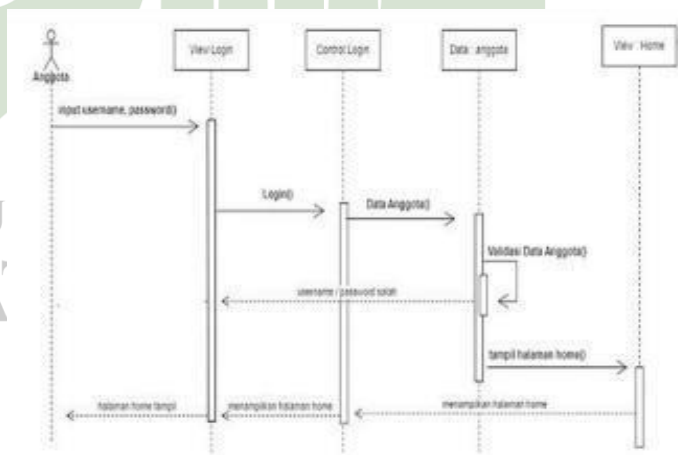 View Login
Control Login
Data : anggota
View : Home
Anggota
input username, password()
Login()
Data Anggota()
Validasi Data Anggota()
username / password salah
tampil halaman home()
halaman home tampil
menampilkan halaman home
menampilkan halaman home